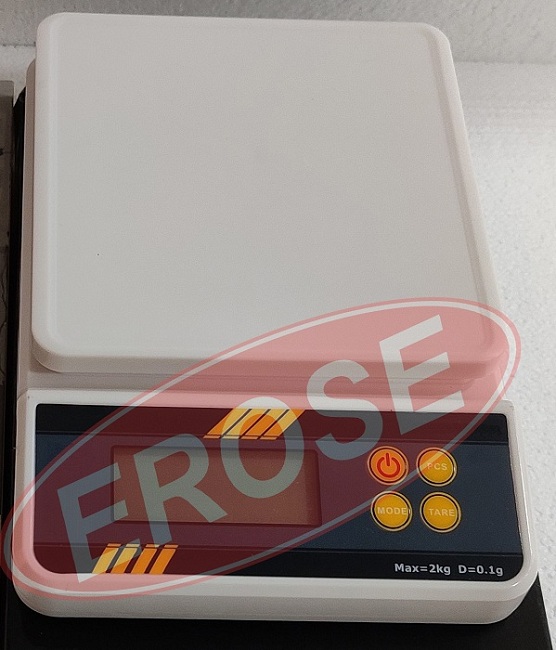 EROSE
PCS
MODE TARE
Max=2kg D=0.1g